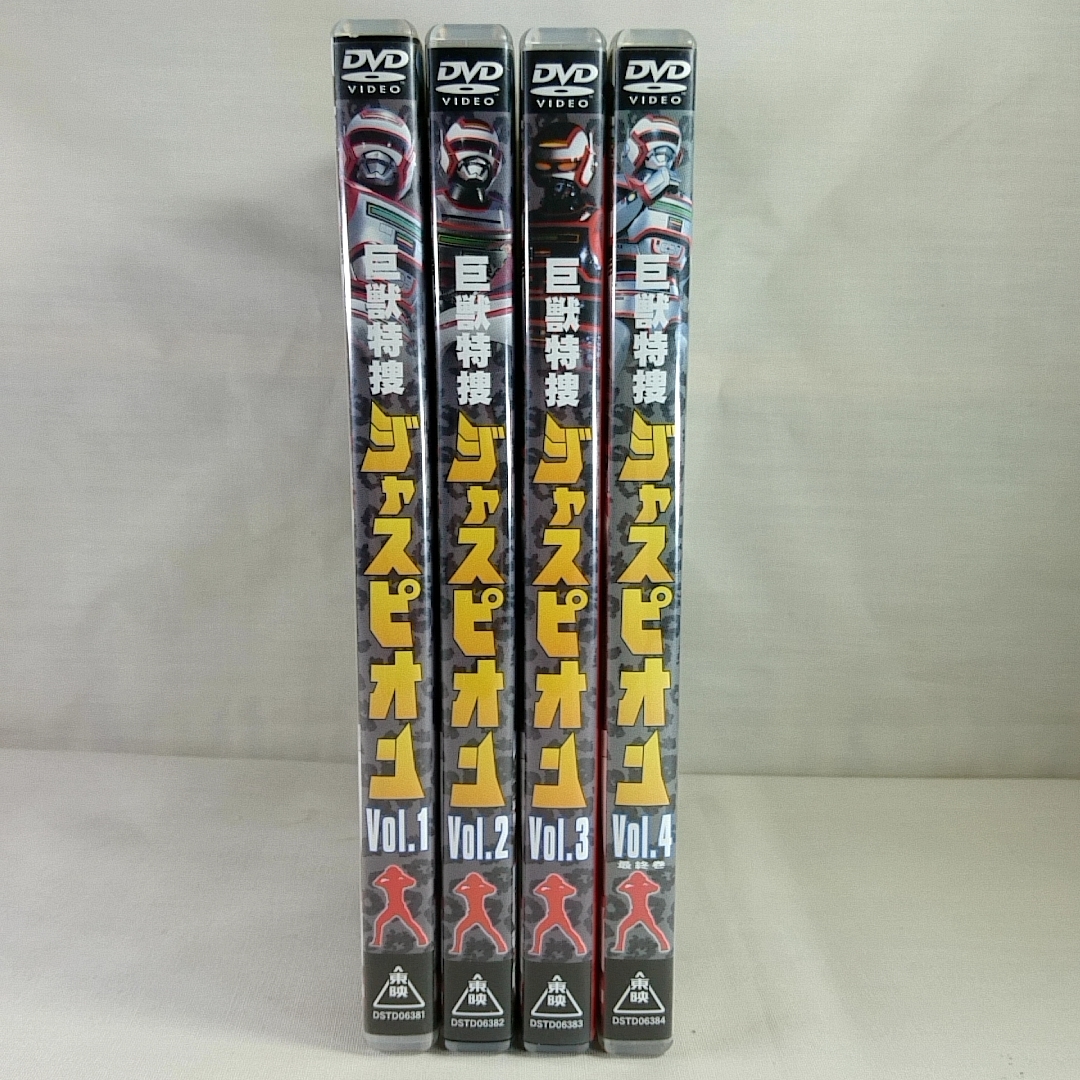 DVD
VIDEO
巨獣特捜
ジャスピオン
Vol.1
東映
DSTD06381
DVD
VIDEO
巨獣特捜
ジャスピオン
Vol.2
東映
DSTD06382
DVD
VIDEO
巨獣特捜
ジャスピオン
Vol.3
東映
DSTD06383
DVD
VIDEO
巨獣特捜
ジャスピオン
Vol.4
最終巻
東映
DSTD06384